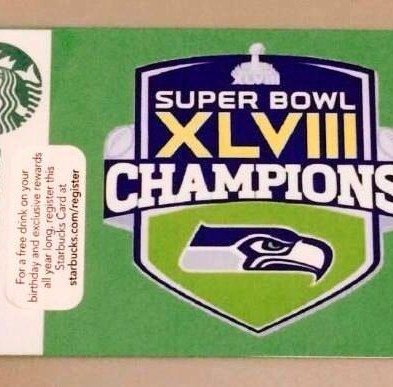 SUPER BOWL
XLVIII
CHAMPIONS
For a free drink on your
birthday and exclusive rewards
all year long, register this
Starbucks Card at
starbucks.com/register